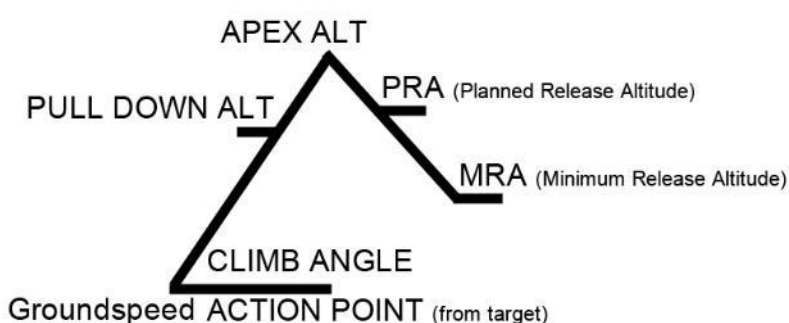 APEX ALT
PRA (Planned Release Altitude)
PULL DOWN ALT
MRA (Minimum Release Altitude)
CLIMB ANGLE
Groundspeed ACTION POINT (from target)